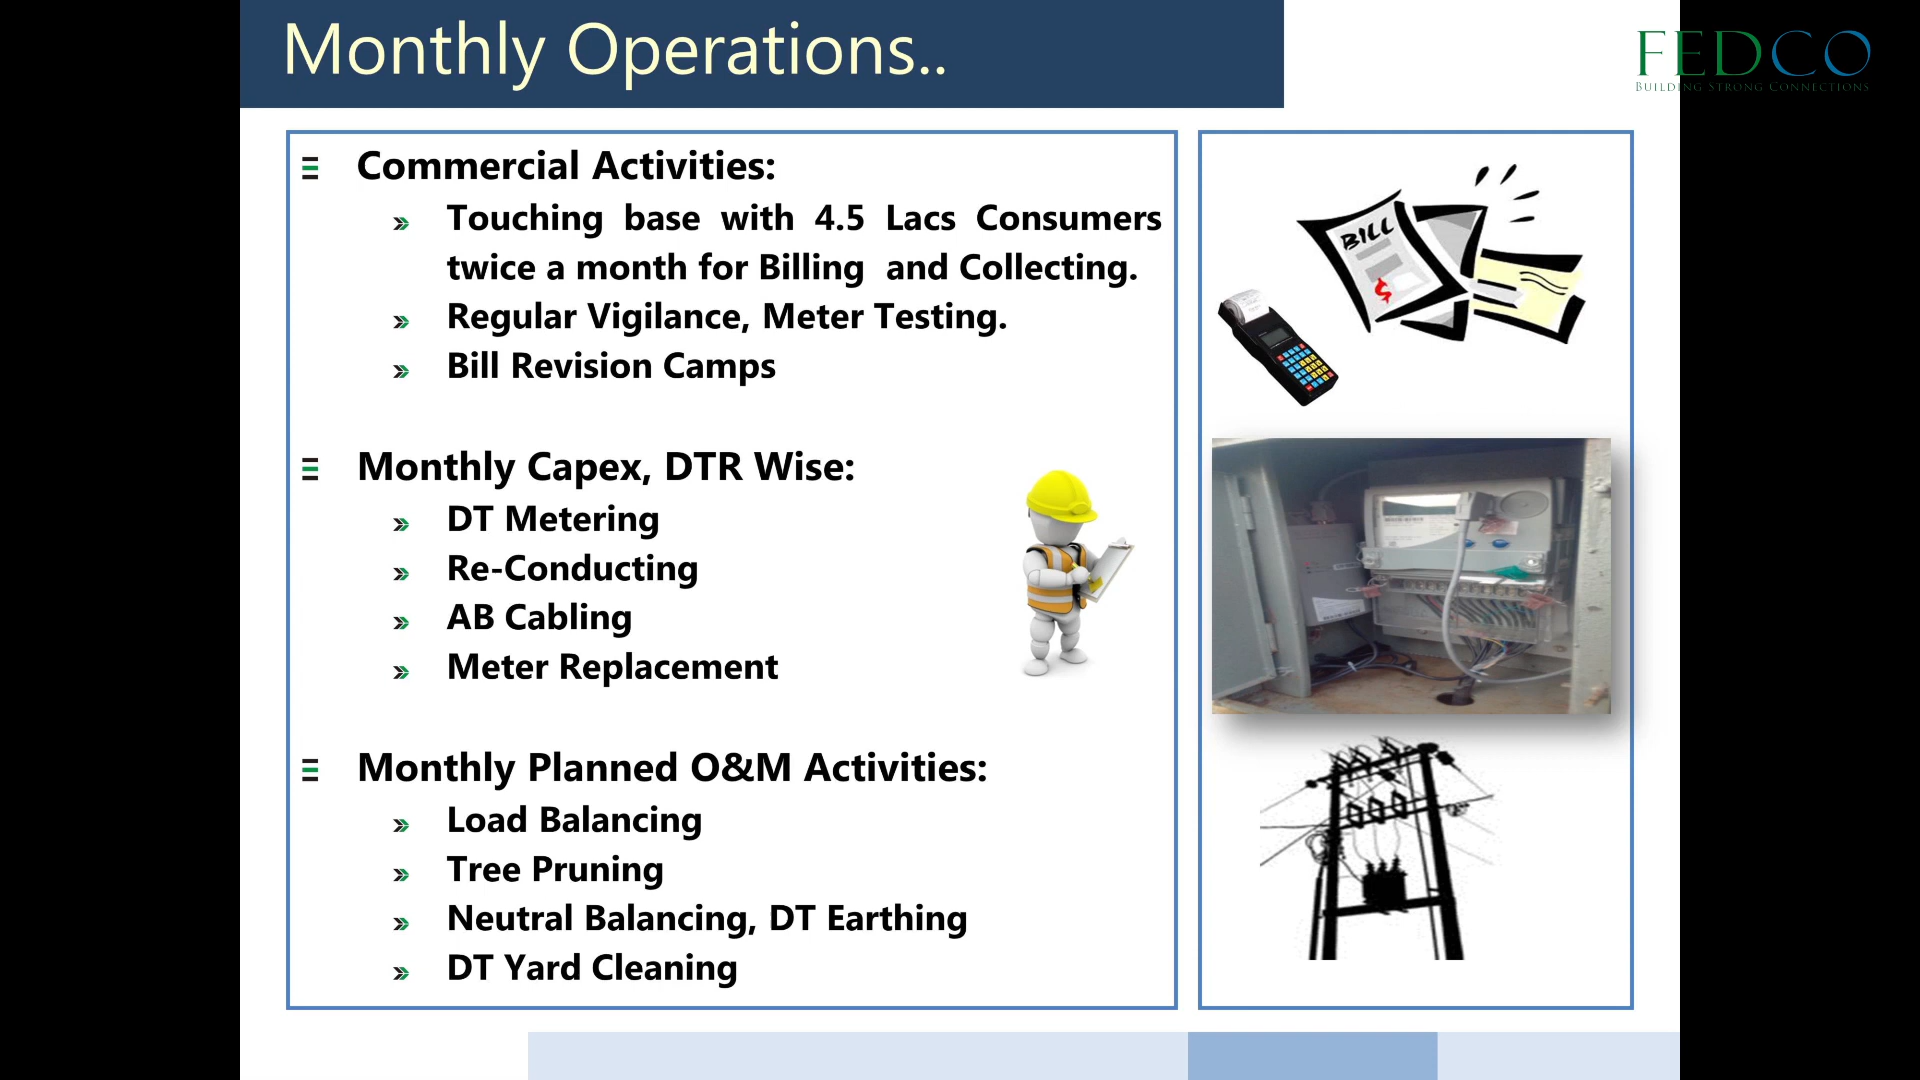 Monthly Operations..
FEDCO
BUILDING STRONG CONNECTIONS
Commercial Activities:
Touching base with 4.5 Lacs Consumers
twice a month for Billing and Collecting.
Regular Vigilance, Meter Testing.
Bill Revision Camps
Monthly Capex, DTR Wise:
DT Metering
Re-Conducting
AB Cabling
Meter Replacement
Monthly Planned O&M Activities:
Load Balancing
Tree Pruning
Neutral Balancing, DT Earthing
DT Yard Cleaning
BILL
$